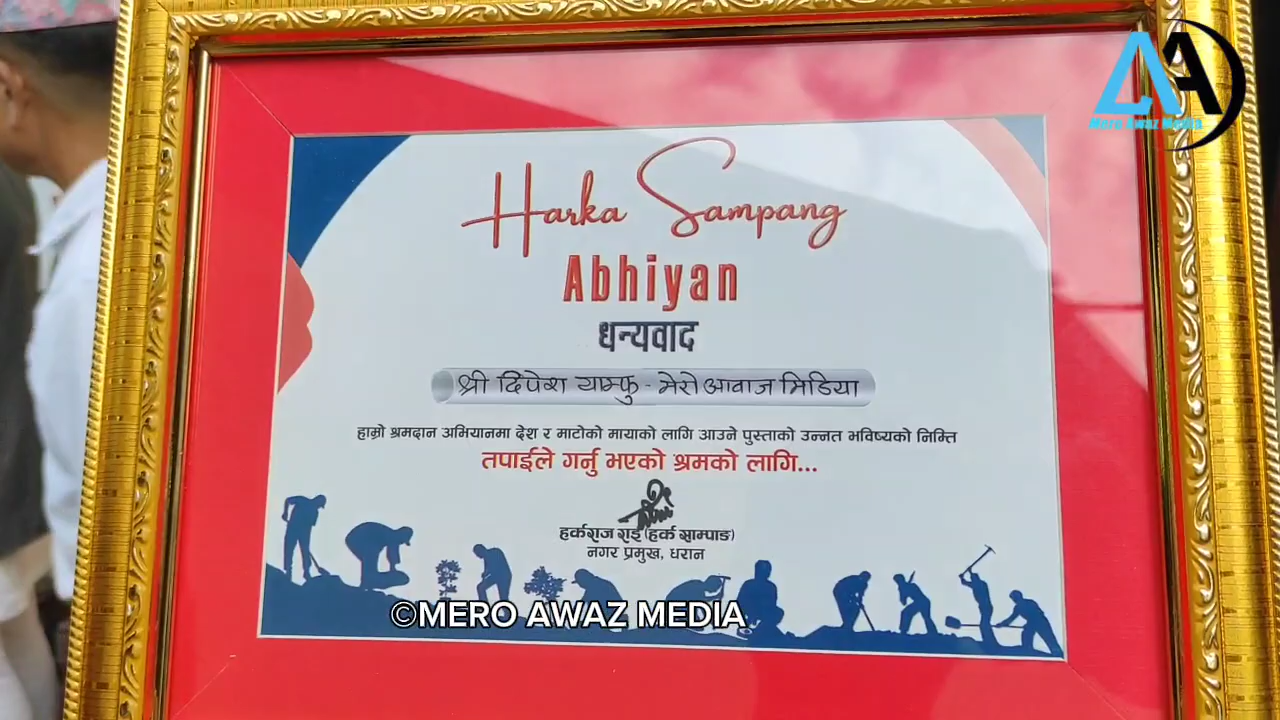 Mero Awaz Media
Harka Sampang
Abhiyan
धन्यवाद
श्री दिपेश याम्फु - मेरो आवाज मिडिया
हाम्रो श्रमदान अभियानमा देश र माटोको मायाको लागि आउने पुस्ताको उन्नत भविष्यको निम्ति
तपाईले गर्नु भएको श्रमको लागि...
हर्कराज राई (हर्क साम्पाङ)
नगर प्रमुख, धरान
©MERO AWAZ MEDIA